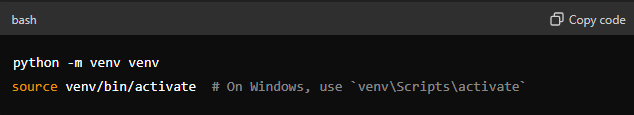 bash
Copy code
python -m venv venv
source venv/bin/activate  # On Windows, use `venv\Scripts\activate`